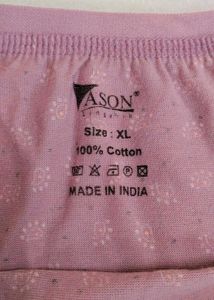 ASON®
Size : XL
100% Cotton
MADE IN INDIA